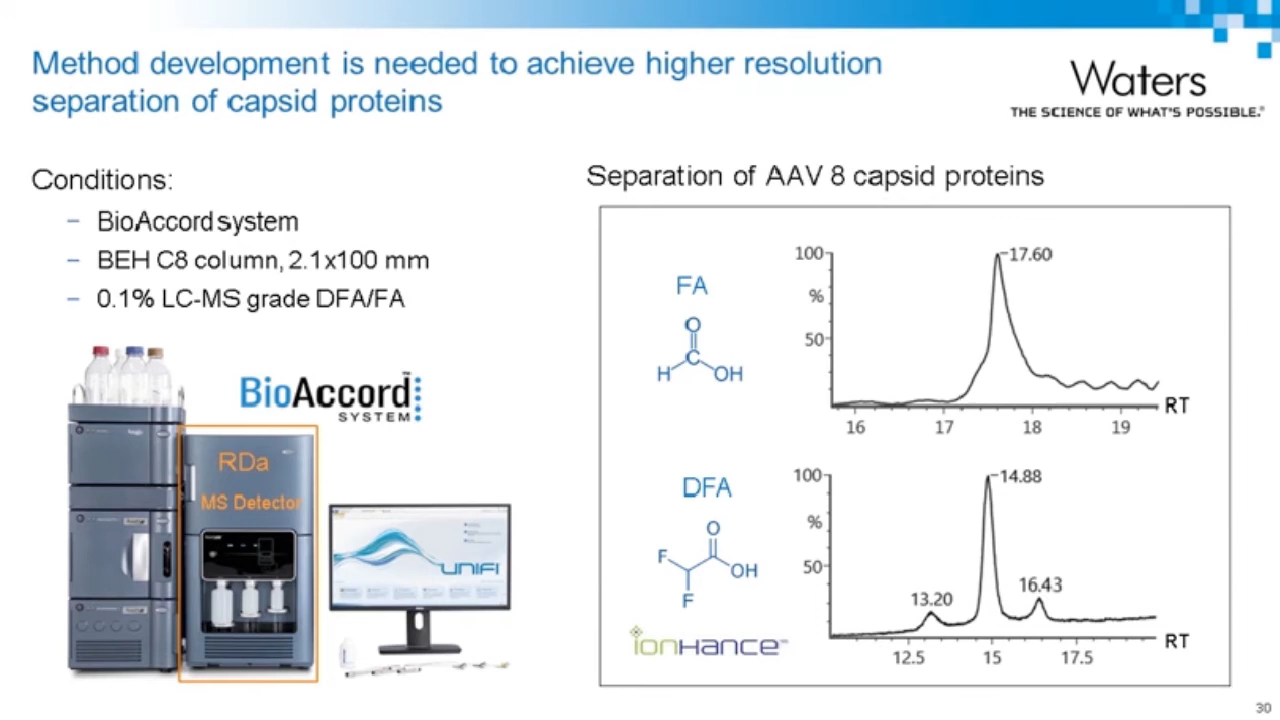 Method development is needed to achieve higher resolution
separation of capsid proteins
Waters
THE SCIENCE OF WHAT'S POSSIBLE.®
Conditions:
– BioAccord system
– BEH C8 column, 2.1x100 mm
– 0.1% LC-MS grade DFA/FA
BioAccord™
SYSTEM
RDa
MS Detector
UNIFI
Separation of AAV 8 capsid proteins
FA
O
C
H
OH
100
%
50
17.60
16 17 18 19
RT
DFA
O
F
OH
F
ionHance™
100
%
50
14.88
13.20
16.43
12.5 15 17.5
RT
30